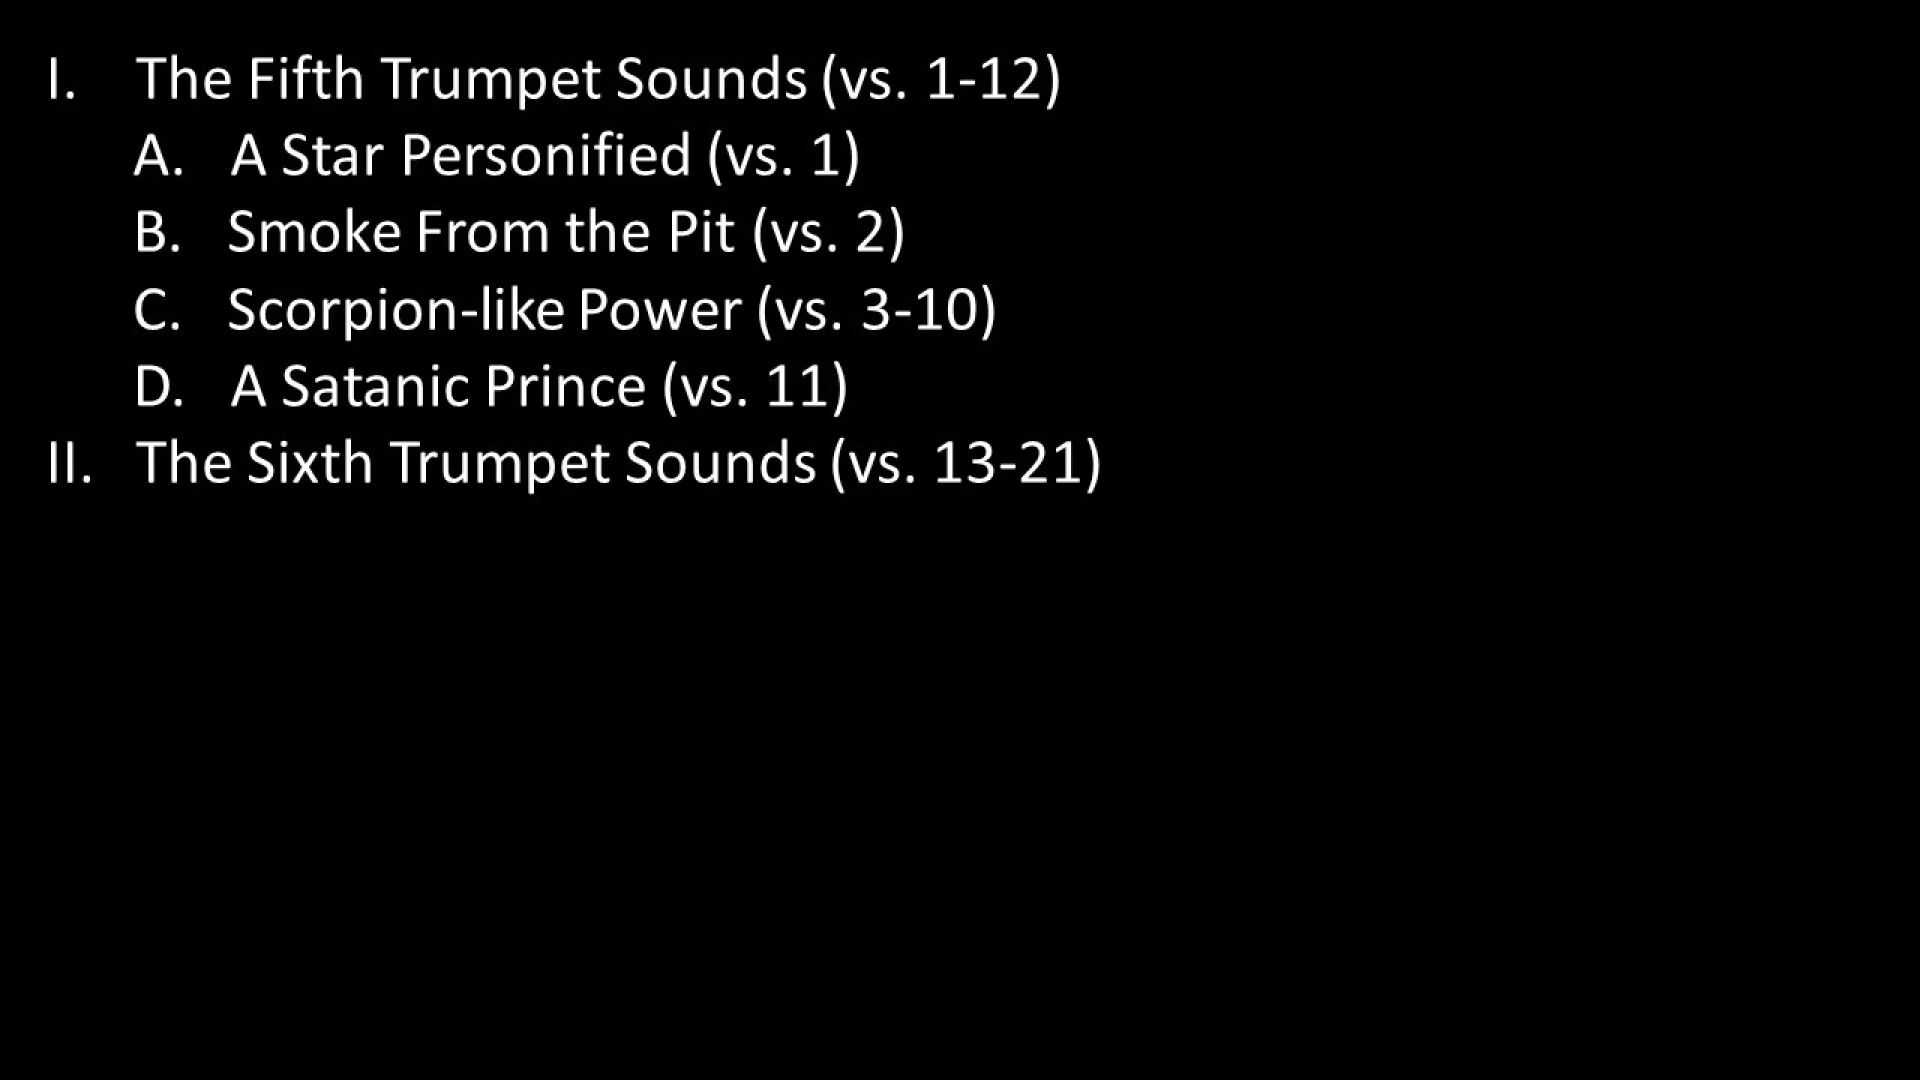 I. The Fifth Trumpet Sounds (vs. 1-12)
A. A Star Personified (vs. 1)
B. Smoke From the Pit (vs. 2)
C. Scorpion-like Power (vs. 3-10)
D. A Satanic Prince (vs. 11)
II. The Sixth Trumpet Sounds (vs. 13-21)